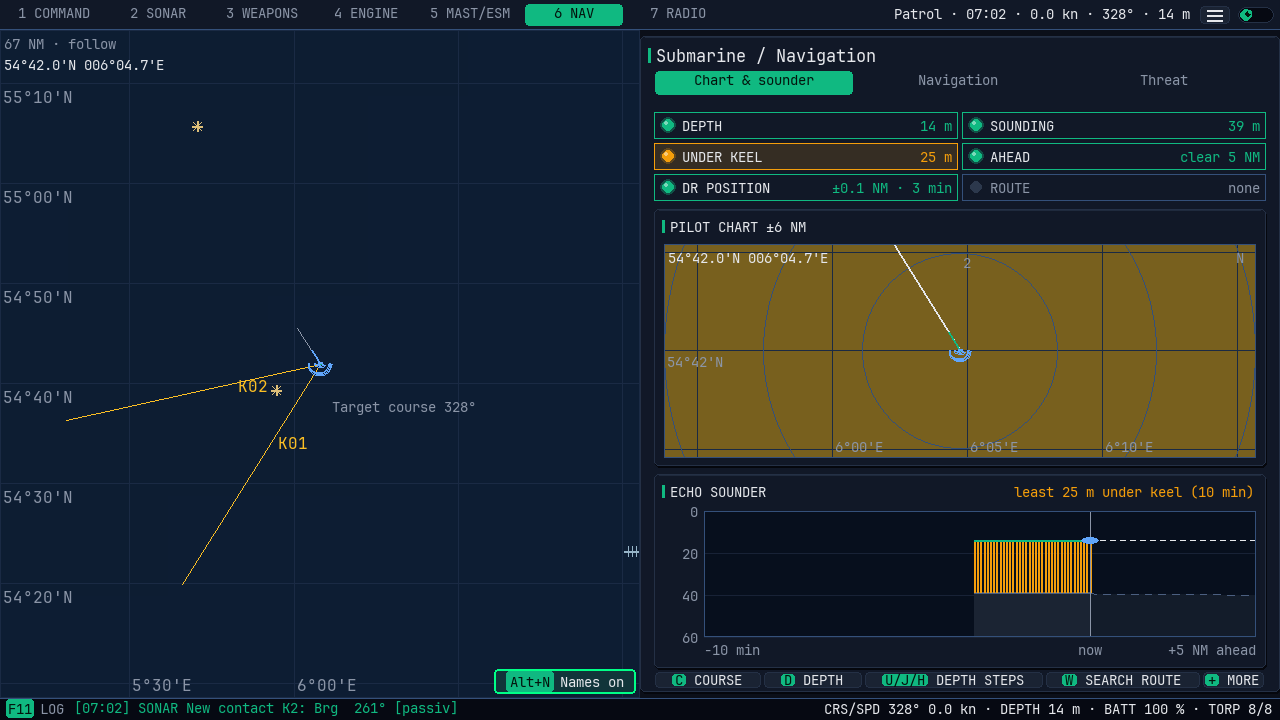 1 COMMAND 2 SONAR 3 WEAPONS 4 ENGINE 5 MAST/ESM 6 NAV 7 RADIO Patrol · 07:02 · 0.0 kn · 328° · 14 m
67 NM · follow
54°42.0'N 006°04.7'E
55°10'N
55°00'N
54°50'N
54°40'N
54°30'N
54°20'N
5°30'E 6°00'E
K02
K01
Target course 328°
Alt+N Names on
Submarine / Navigation
Chart & sounder Navigation Threat
DEPTH 14 m SOUNDING 39 m
UNDER KEEL 25 m AHEAD clear 5 NM
DR POSITION ±0.1 NM · 3 min ROUTE none
PILOT CHART ±6 NM
54°42.0'N 006°04.7'E 2 N
54°42'N
6°00'E 6°05'E 6°10'E
ECHO SOUNDER least 25 m under keel (10 min)
0
20
40
60
-10 min now +5 NM ahead
C COURSE D DEPTH U/J/H DEPTH STEPS W SEARCH ROUTE + MORE
F11 LOG [07:02] SONAR New contact K2: Brg 261° [passiv] CRS/SPD 328° 0.0 kn · DEPTH 14 m · BATT 100 % · TORP 8/8